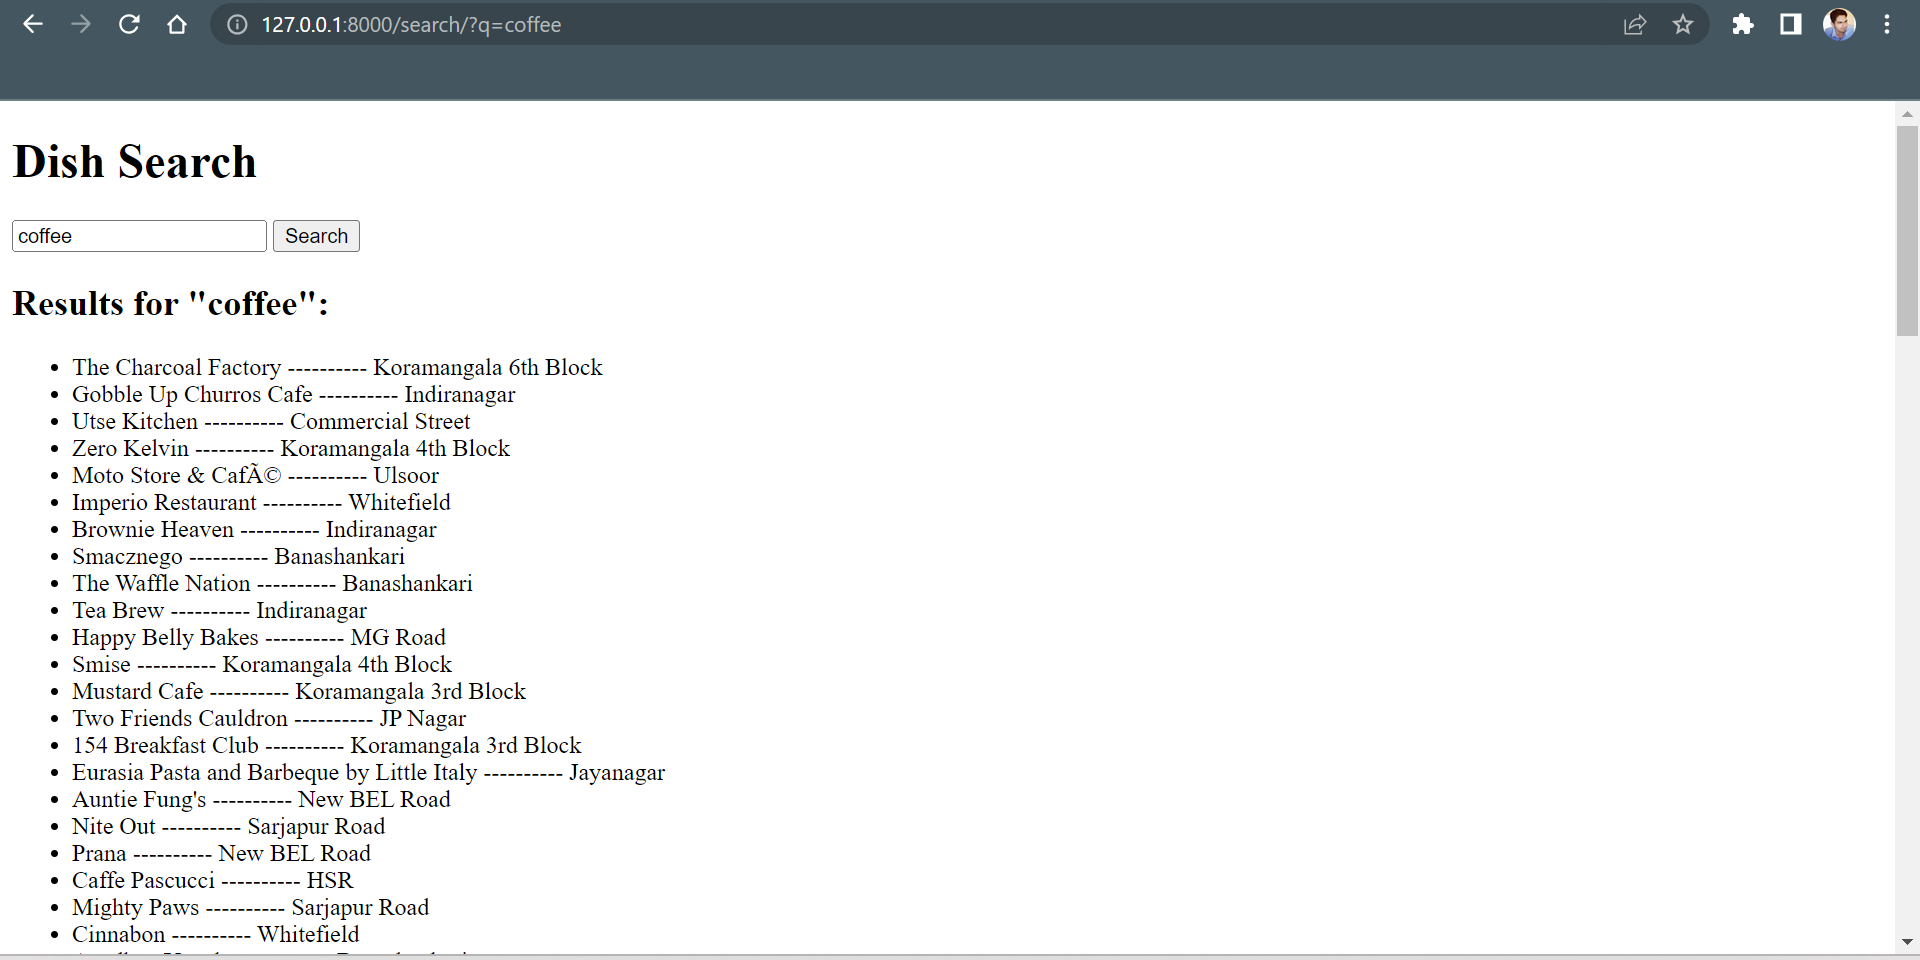 127.0.0.1:8000/search/?q=coffee
Dish Search
coffee Search
Results for "coffee":
The Charcoal Factory ---------- Koramangala 6th Block
Gobble Up Churros Cafe ---------- Indiranagar
Utse Kitchen ---------- Commercial Street
Zero Kelvin ---------- Koramangala 4th Block
Moto Store & CafÃ© ---------- Ulsoor
Imperio Restaurant ---------- Whitefield
Brownie Heaven ---------- Indiranagar
Smacznego ---------- Banashankari
The Waffle Nation ---------- Banashankari
Tea Brew ---------- Indiranagar
Happy Belly Bakes ---------- MG Road
Smise ---------- Koramangala 4th Block
Mustard Cafe ---------- Koramangala 3rd Block
Two Friends Cauldron ---------- JP Nagar
154 Breakfast Club ---------- Koramangala 3rd Block
Eurasia Pasta and Barbeque by Little Italy ---------- Jayanagar
Auntie Fung's ---------- New BEL Road
Nite Out ---------- Sarjapur Road
Prana ---------- New BEL Road
Caffe Pascucci ---------- HSR
Mighty Paws ---------- Sarjapur Road
Cinnabon ---------- Whitefield